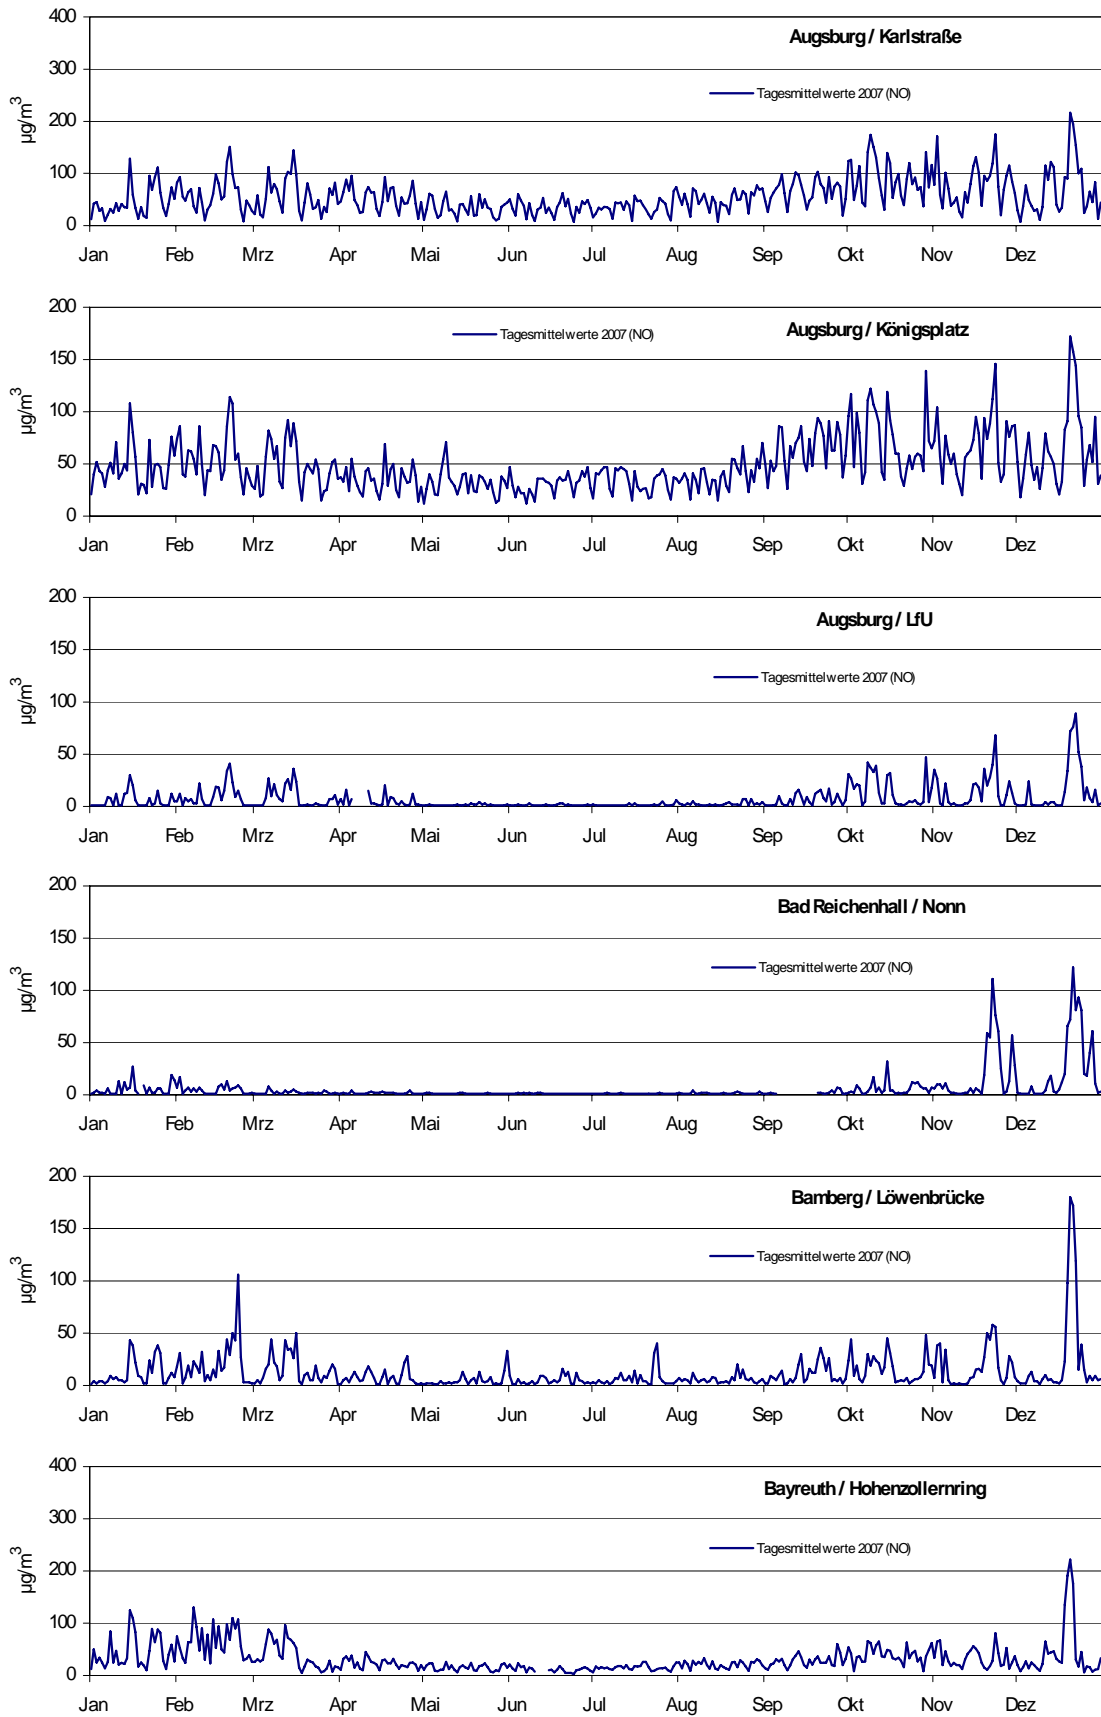 400
Augsburg / Karlstraße
300
Tagesmittelwerte 2007 (NO)
µg/m³
200
100
0
Jan Feb Mrz Apr Mai Jun Jul Aug Sep Okt Nov Dez
200
Tagesmittelwerte 2007 (NO)
Augsburg / Königsplatz
150
µg/m³
100
50
0
Jan Feb Mrz Apr Mai Jun Jul Aug Sep Okt Nov Dez
200
Augsburg / LfU
150
Tagesmittelwerte 2007 (NO)
µg/m³
100
50
0
Jan Feb Mrz Apr Mai Jun Jul Aug Sep Okt Nov Dez
200
Bad Reichenhall / Nonn
150
Tagesmittelwerte 2007 (NO)
µg/m³
100
50
0
Jan Feb Mrz Apr Mai Jun Jul Aug Sep Okt Nov Dez
200
Bamberg / Löwenbrücke
150
Tagesmittelwerte 2007 (NO)
µg/m³
100
50
0
Jan Feb Mrz Apr Mai Jun Jul Aug Sep Okt Nov Dez
400
Bayreuth / Hohenzollernring
300
Tagesmittelwerte 2007 (NO)
µg/m³
200
100
0
Jan Feb Mrz Apr Mai Jun Jul Aug Sep Okt Nov Dez